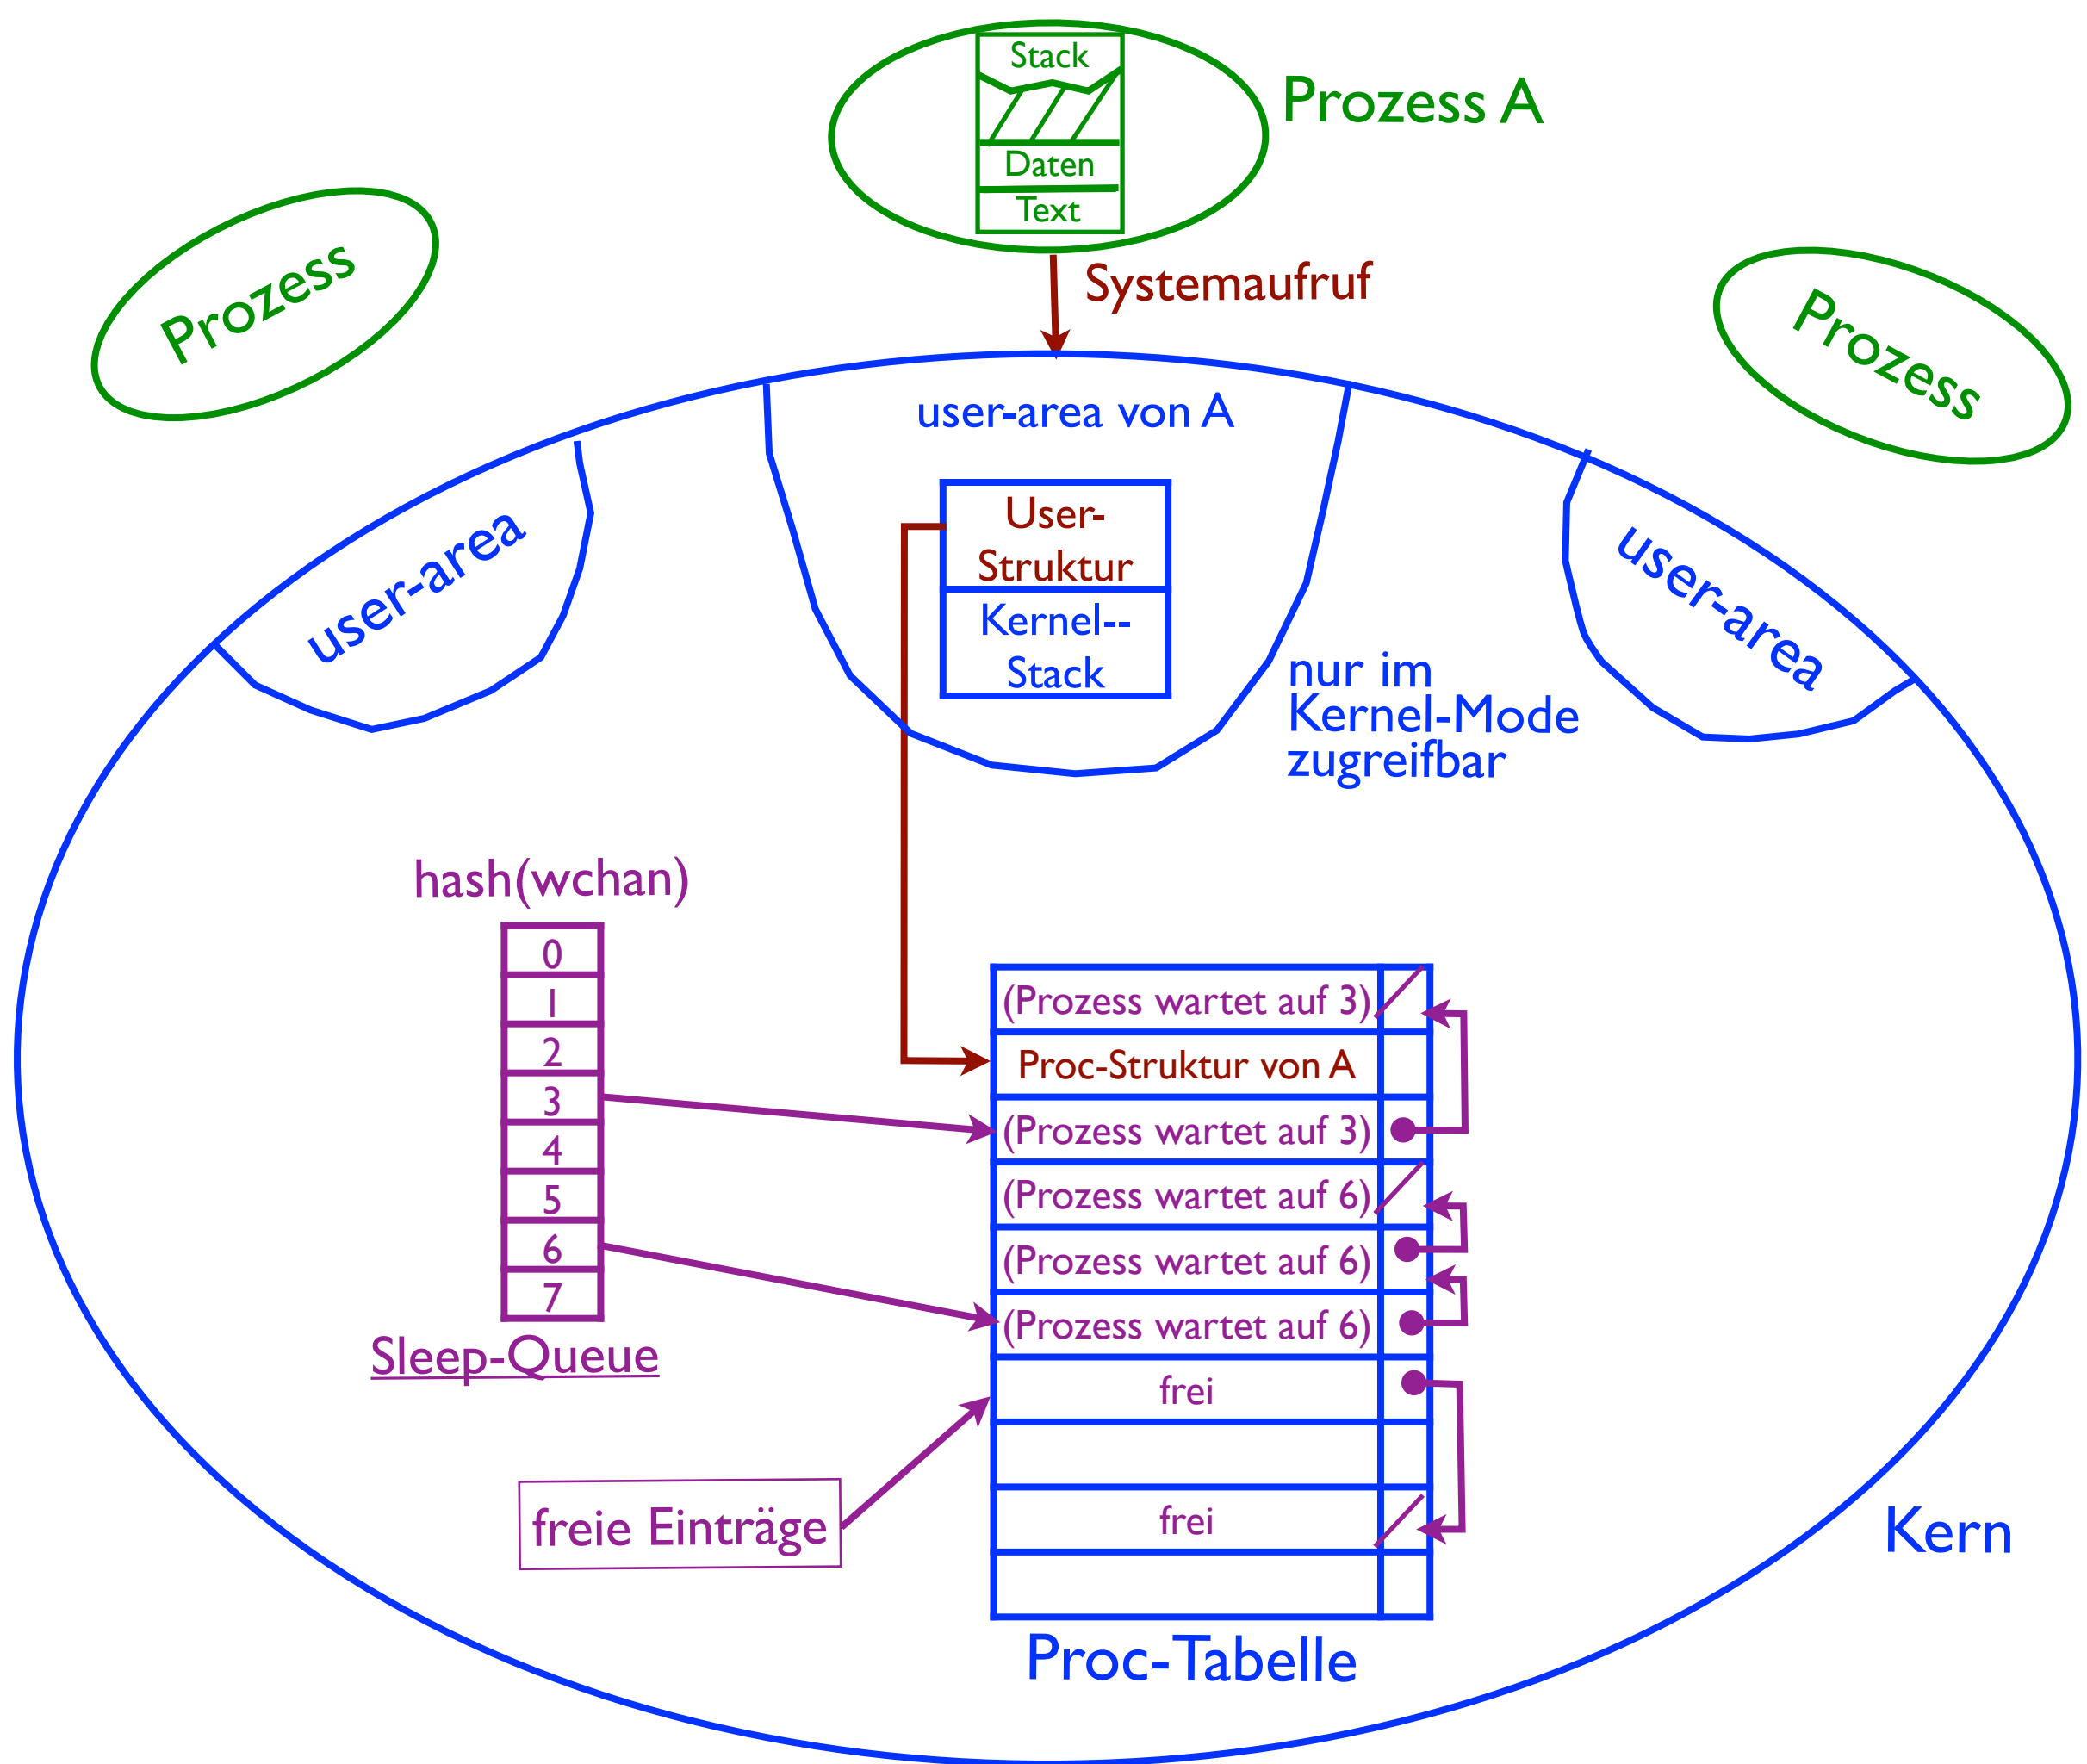 Stack
Daten
Text
Prozess A
Prozess
Prozess
Systemaufruf
user-area von A
User-
Struktur
Kernel--
Stack
user-area
user-area
nur im
Kernel-Mode
zugreifbar
hash(wchan)
0
1
2
3
4
5
6
7
Sleep-Queue
(Prozess wartet auf 3)
Proc-Struktur von A
(Prozess wartet auf 3)
(Prozess wartet auf 6)
(Prozess wartet auf 6)
(Prozess wartet auf 6)
frei
frei
freie Einträge
Kern
Proc-Tabelle